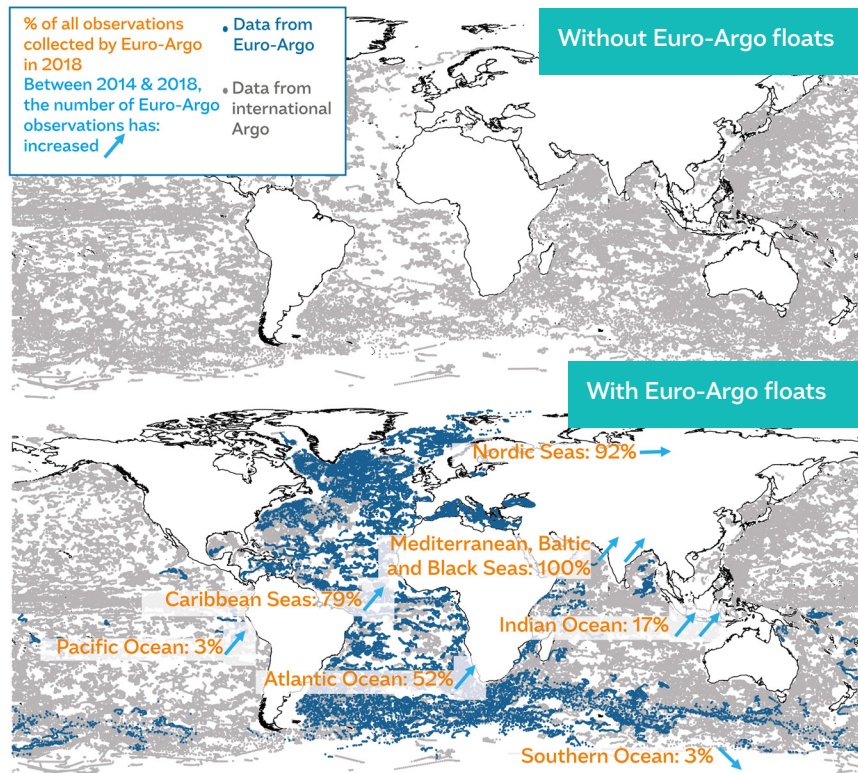 % of all observations
collected by Euro-Argo
in 2018
Between 2014 & 2018,
the number of Euro-Argo
observations has:
increased
Data from
Euro-Argo
Data from
international
Argo
Without Euro-Argo floats
With Euro-Argo floats
Nordic Seas: 92%
Mediterranean, Baltic
and Black Seas: 100%
Caribbean Seas: 79%
Indian Ocean: 17%
Pacific Ocean: 3%
Atlantic Ocean: 52%
Southern Ocean: 3%